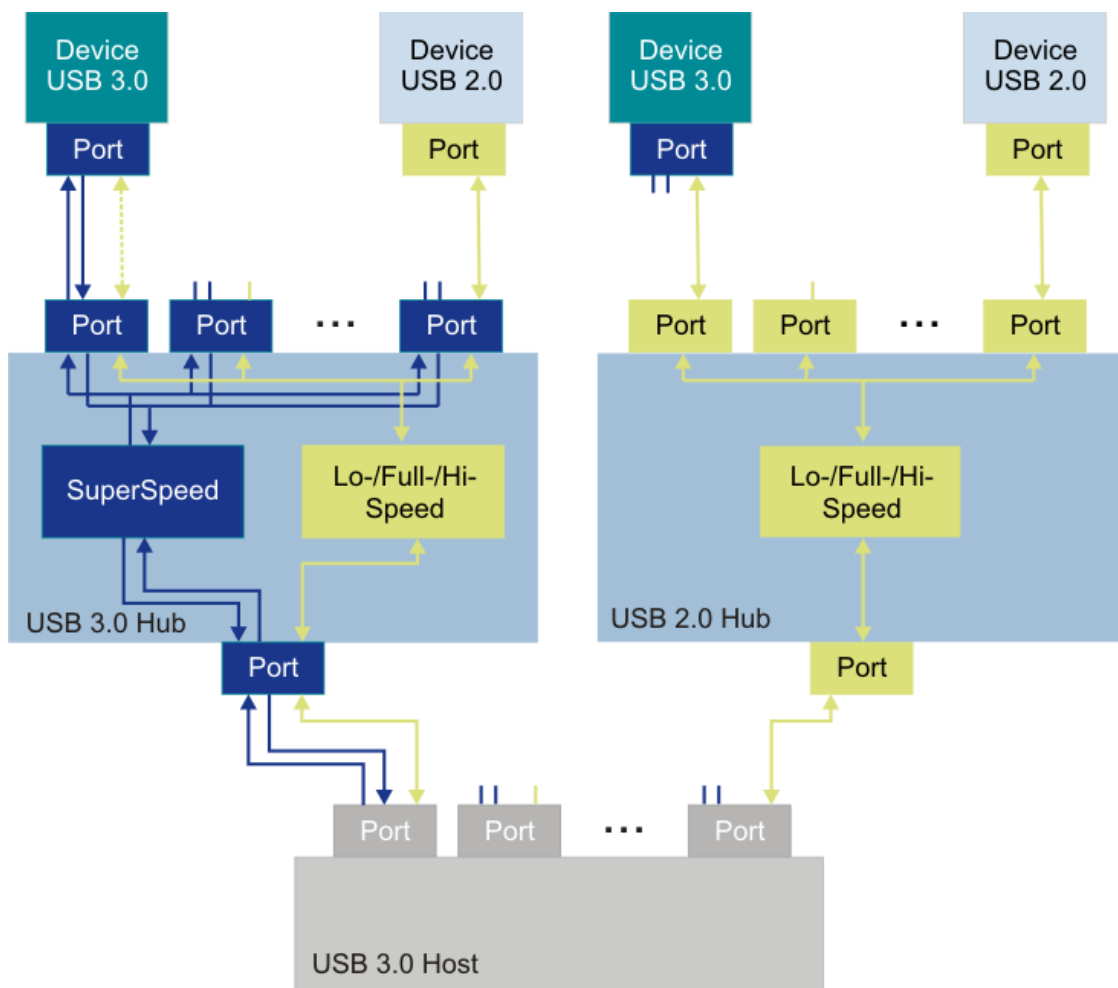 Device
USB 3.0
Device
USB 2.0
Device
USB 3.0
Device
USB 2.0
Port
Port
Port
Port
Port
Port
...
Port
Port
Port
...
Port
SuperSpeed
Lo-/Full-/Hi-
Speed
Lo-/Full-/Hi-
Speed
USB 3.0 Hub
USB 2.0 Hub
Port
Port
Port
Port
...
Port
USB 3.0 Host